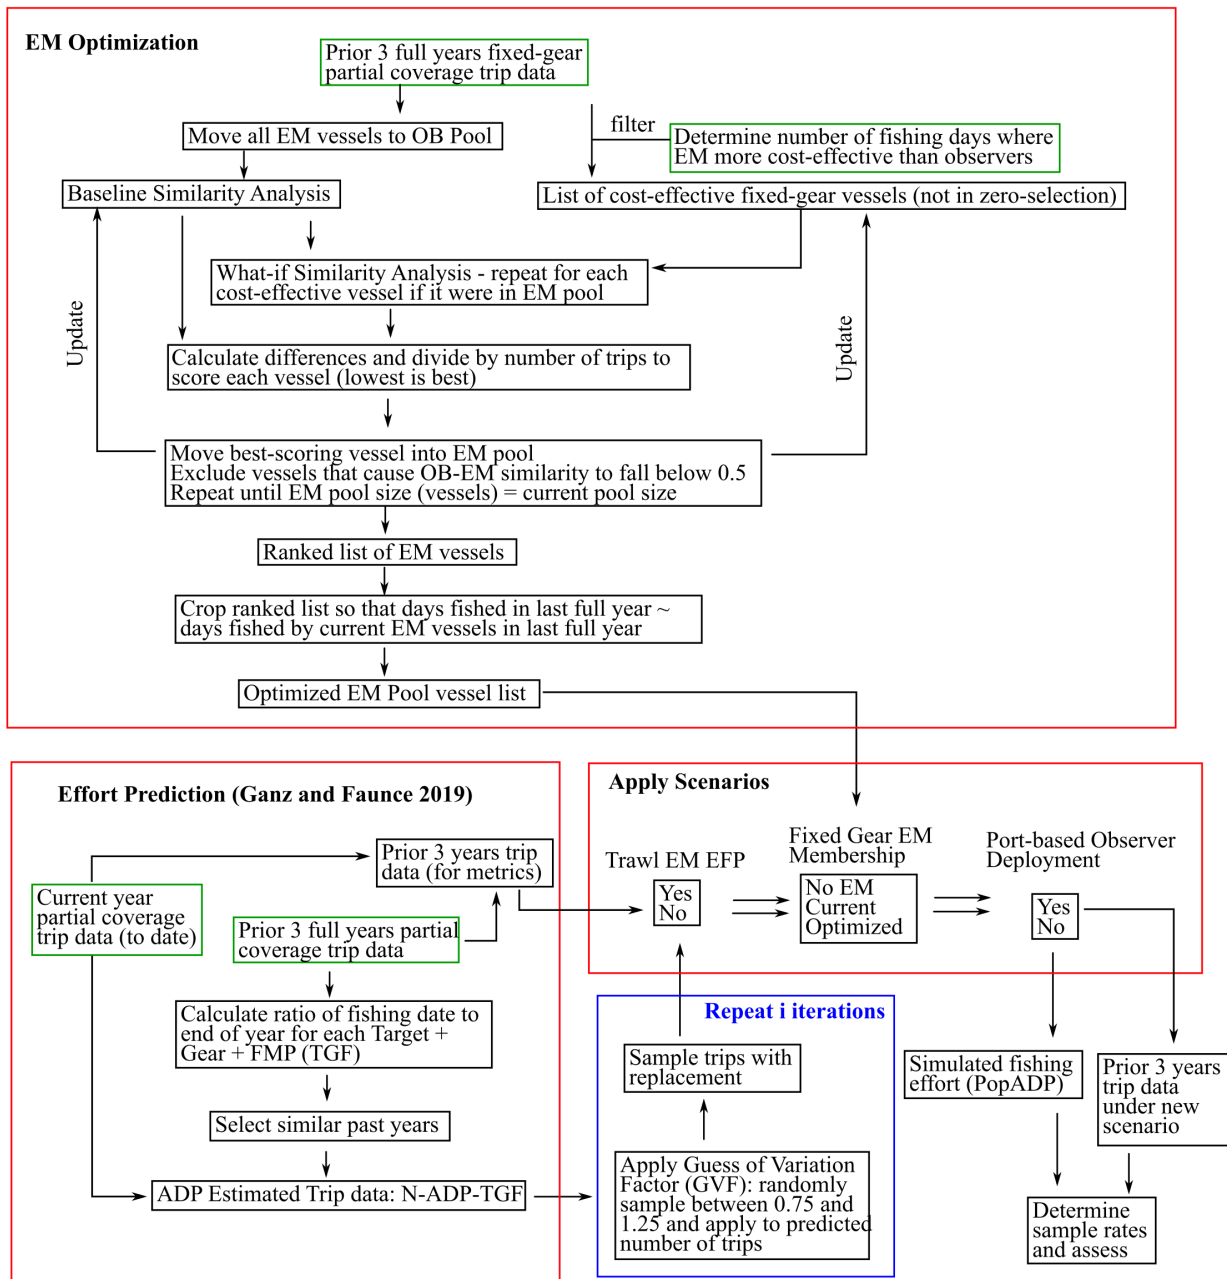 EM Optimization
Prior 3 full years fixed-gear
partial coverage trip data
Move all EM vessels to OB Pool
filter
Determine number of fishing days where
EM more cost-effective than observers
Baseline Similarity Analysis
List of cost-effective fixed-gear vessels (not in zero-selection)
What-if Similarity Analysis - repeat for each
cost-effective vessel if it were in EM pool
Update
Update
Calculate differences and divide by number of trips to
score each vessel (lowest is best)
Move best-scoring vessel into EM pool
Exclude vessels that cause OB-EM similarity to fall below 0.5
Repeat until EM pool size (vessels) = current pool size
Ranked list of EM vessels
Crop ranked list so that days fished in last full year ~
days fished by current EM vessels in last full year
Optimized EM Pool vessel list
Effort Prediction (Ganz and Faunce 2019)
Prior 3 years trip
data (for metrics)
Current year
partial coverage
trip data (to date)
Prior 3 full years partial
coverage trip data
Calculate ratio of fishing date to
end of year for each Target +
Gear + FMP (TGF)
Select similar past years
ADP Estimated Trip data: N-ADP-TGF
Apply Scenarios
Trawl EM EFP
Yes
No
Fixed Gear EM
Membership
No EM
Current
Optimized
Port-based Observer
Deployment
Yes
No
Repeat i iterations
Sample trips with
replacement
Apply Guess of Variation
Factor (GVF): randomly
sample between 0.75 and
1.25 and apply to predicted
number of trips
Simulated fishing
effort (PopADP)
Prior 3 years
trip data
under new
scenario
Determine
sample rates
and assess